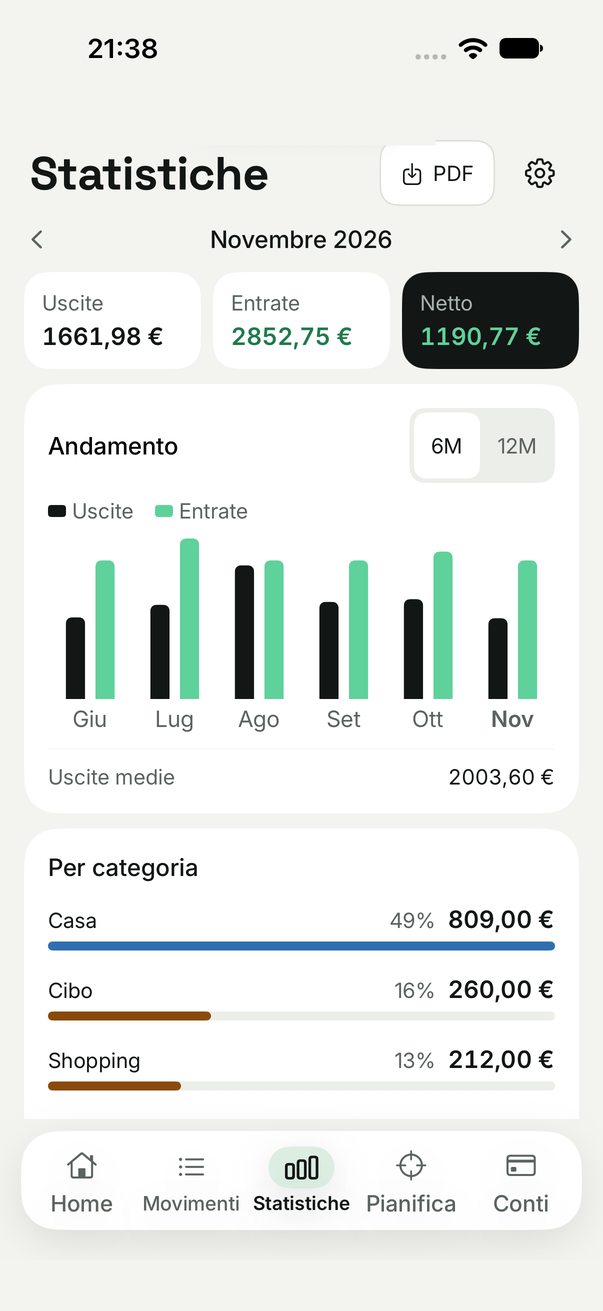 21:38
Statistiche
PDF
Novembre 2026
Uscite Entrate Netto
1661,98 € 2852,75 € 1190,77 €
Andamento 6M 12M
Uscite Entrate
Giu Lug Ago Set Ott Nov
Uscite medie 2003,60 €
Per categoria
Casa 49% 809,00 €
Cibo 16% 260,00 €
Shopping 13% 212,00 €
Home Movimenti Statistiche Pianifica Conti